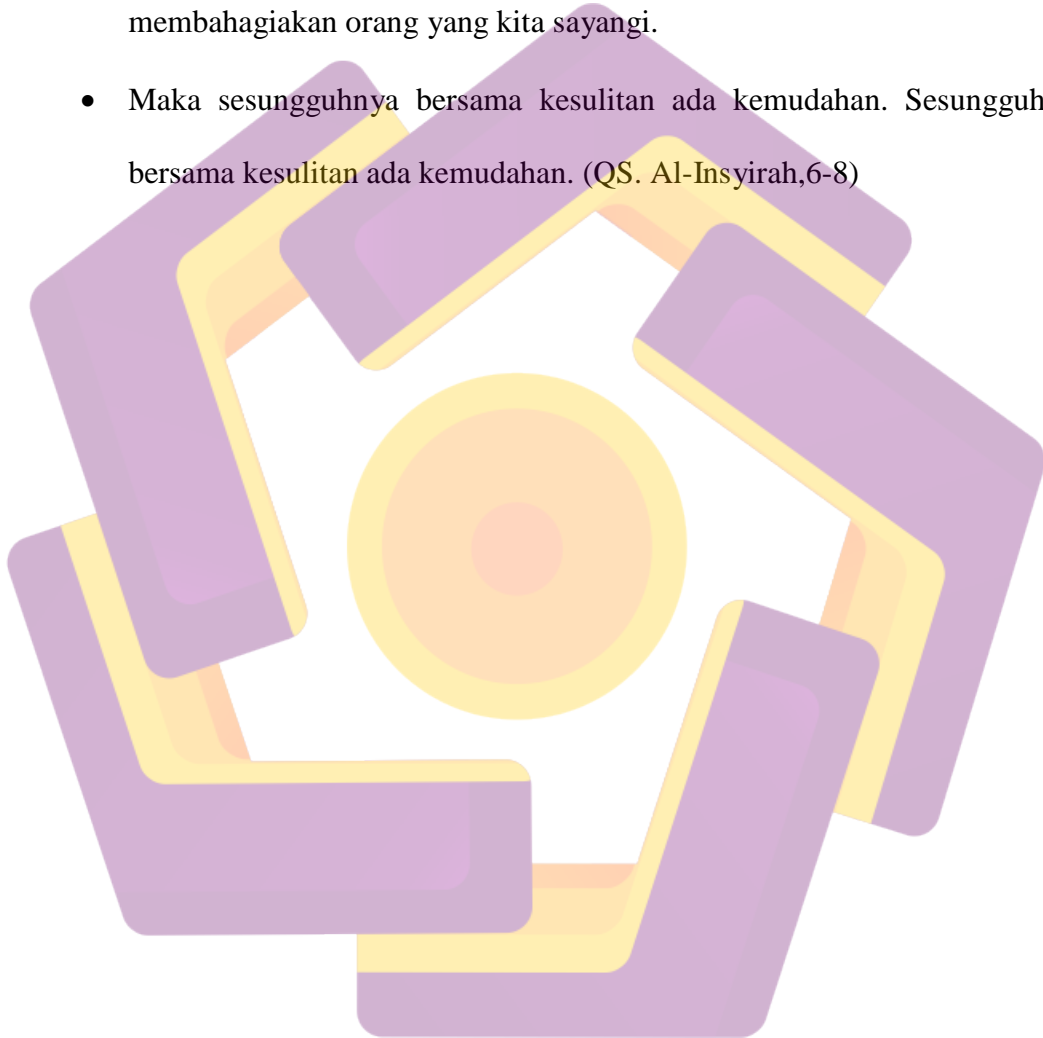 membahagiakan orang yang kita sayangi.
• Maka sesungguhnya bersama kesulitan ada kemudahan. Sesungguh
bersama kesulitan ada kemudahan. (QS. Al-Insyirah,6-8)